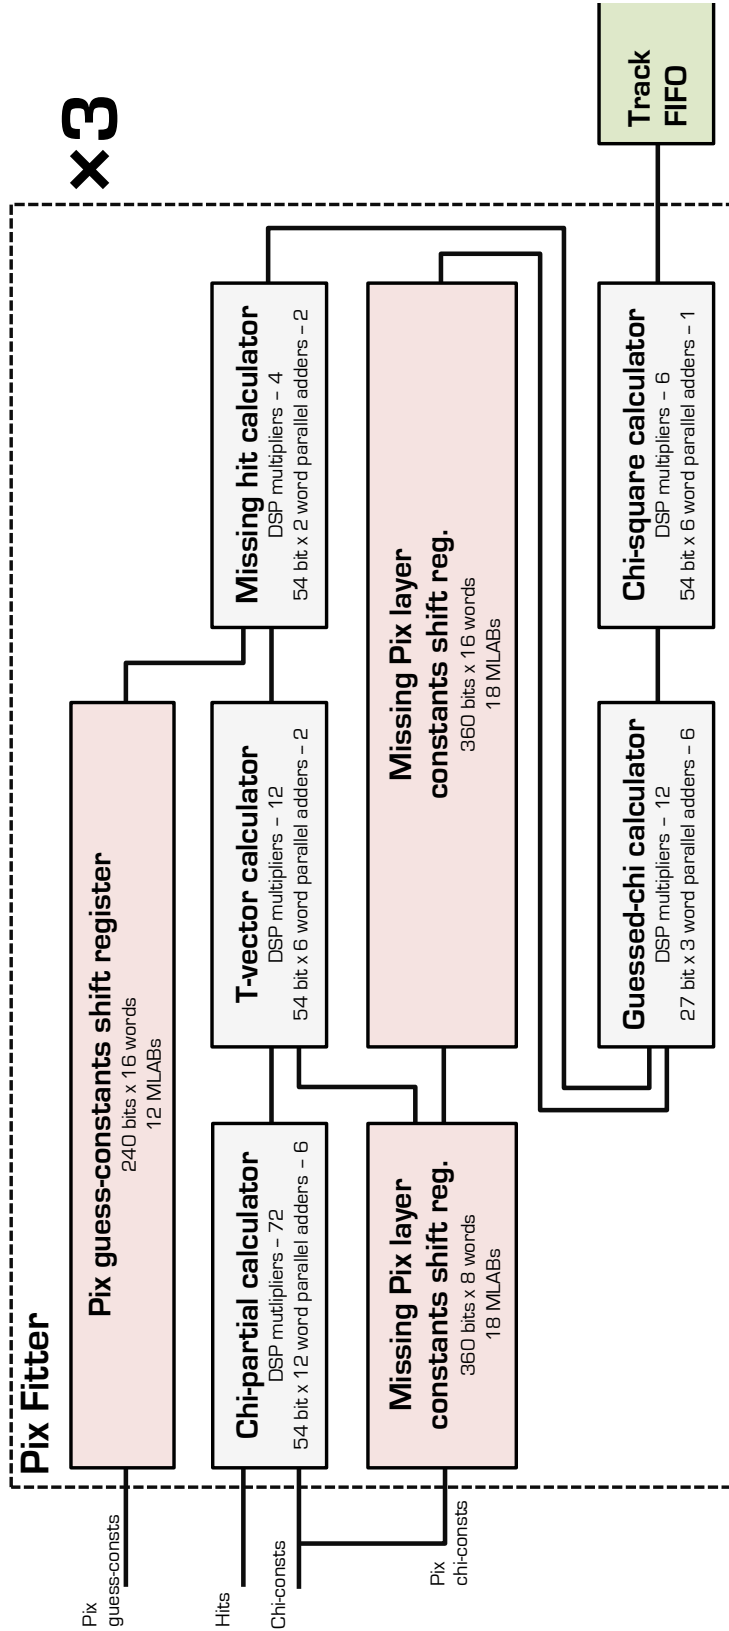 Pix Fitter
×3
Pix
guess-consts
Pix guess-constants shift register
240 bits x 16 words
12 MLABs
Hits
Chi-consts
Chi-partial calculator
DSP mutlipliers – 72
54 bit x 12 word parallel adders – 6
T-vector calculator
DSP multipliers – 12
54 bit x 6 word parallel adders – 2
Missing hit calculator
DSP multipliers – 4
54 bit x 2 word parallel adders – 2
Pix
chi-consts
Missing Pix layer
constants shift reg.
360 bits x 8 words
18 MLABs
Missing Pix layer
constants shift reg.
360 bits x 16 words
18 MLABs
Guessed-chi calculator
DSP multipliers – 12
27 bit x 3 word parallel adders – 6
Chi-square calculator
DSP multipliers – 6
54 bit x 6 word parallel adders – 1
Track
FIFO